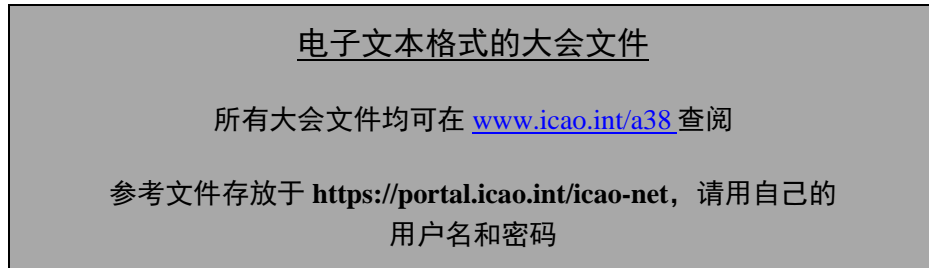 电子文本格式的大会文件
所有大会文件均可在 www.icao.int/a38 查阅
参考文件存放于 https://portal.icao.int/icao-net，请用自己的
用户名和密码